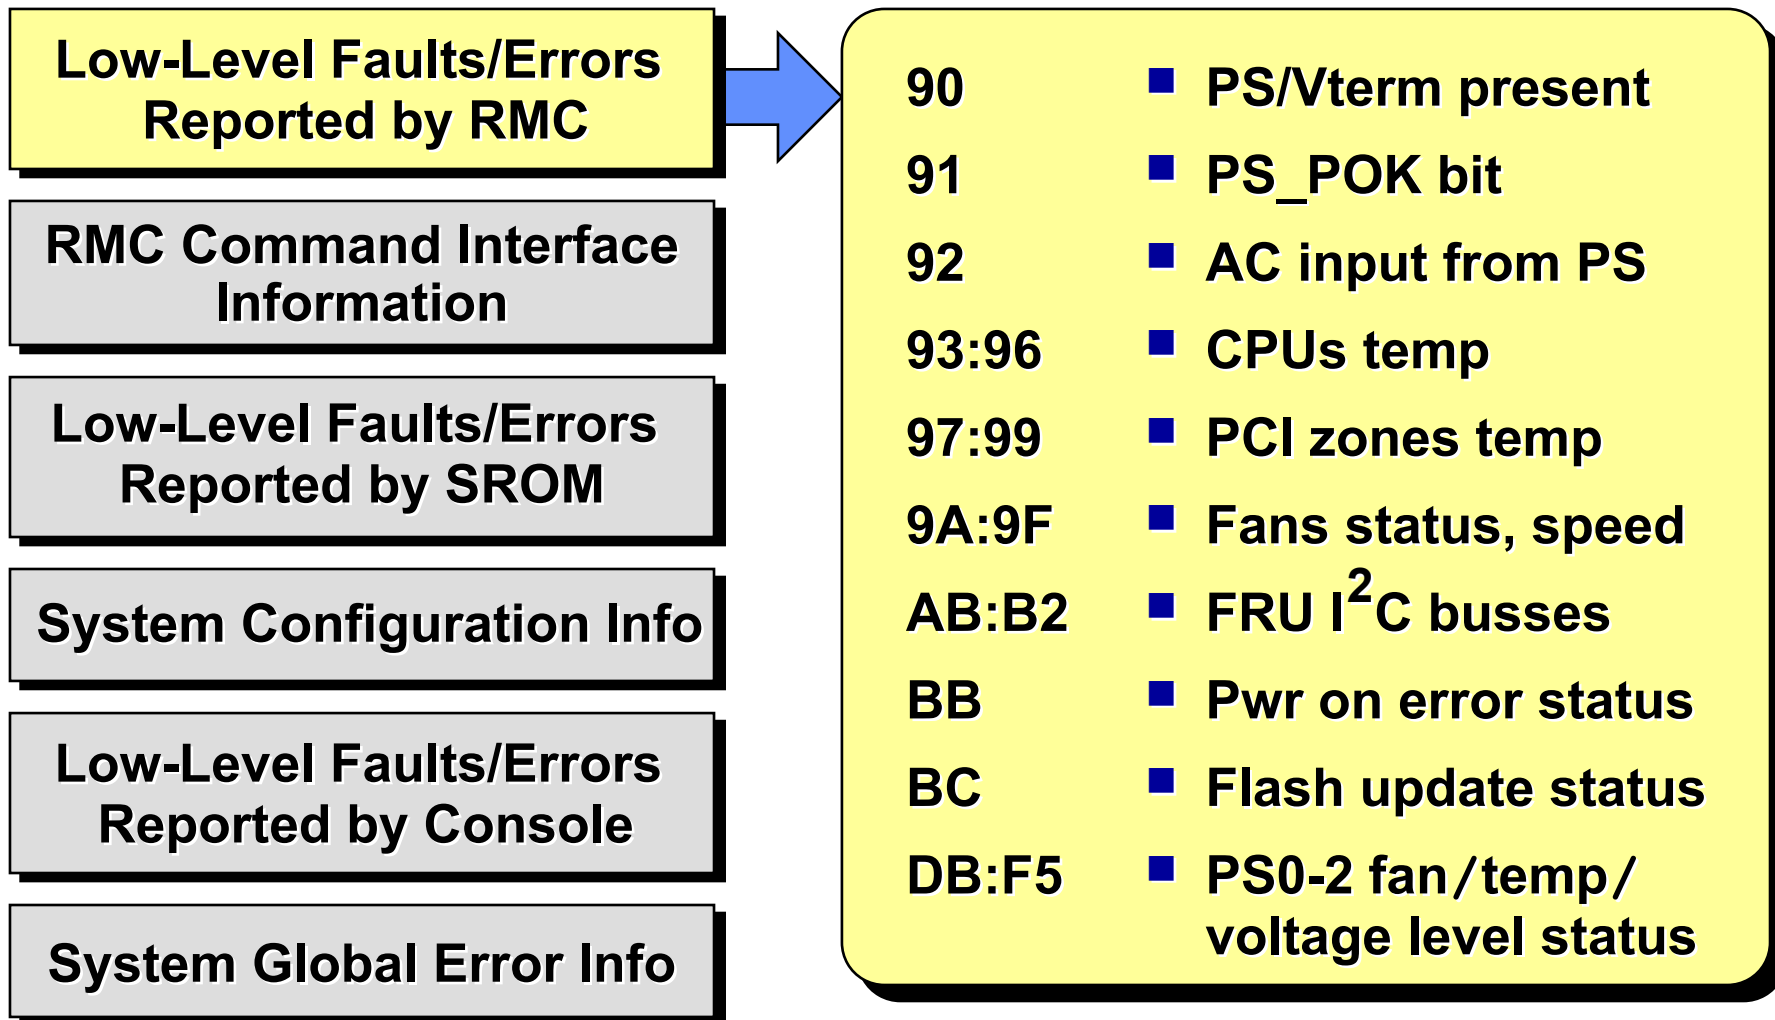 Low-Level Faults/Errors
Reported by RMC
RMC Command Interface
Information
Low-Level Faults/Errors
Reported by SROM
System Configuration Info
Low-Level Faults/Errors
Reported by Console
System Global Error Info
90 ■ PS/Vterm present
91 ■ PS_POK bit
92 ■ AC input from PS
93:96 ■ CPUs temp
97:99 ■ PCI zones temp
9A:9F ■ Fans status, speed
AB:B2 ■ FRU I²C busses
BB ■ Pwr on error status
BC ■ Flash update status
DB:F5 ■ PS0-2 fan/temp/
voltage level status